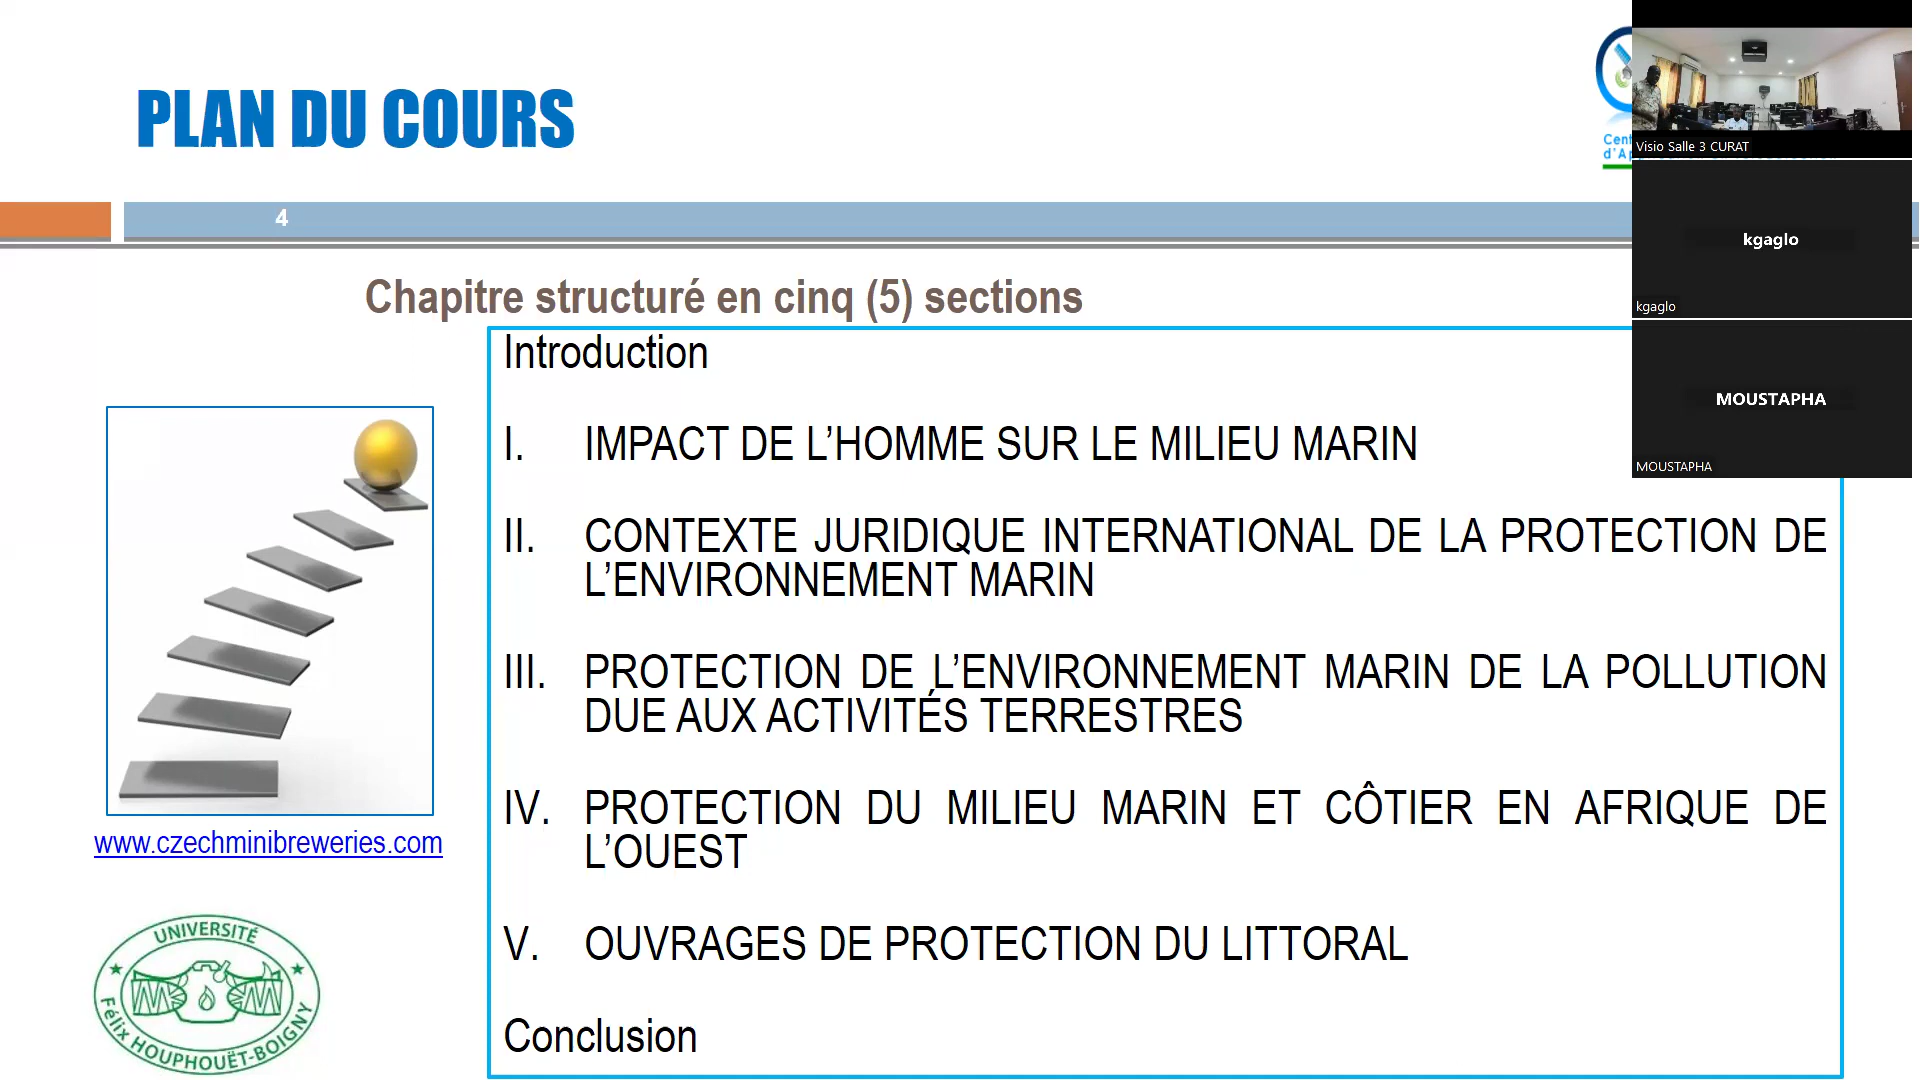 PLAN DU COURS
4
Chapitre structuré en cinq (5) sections
Introduction
I. IMPACT DE L’HOMME SUR LE MILIEU MARIN
II. CONTEXTE JURIDIQUE INTERNATIONAL DE LA PROTECTION DE
L’ENVIRONNEMENT MARIN
III. PROTECTION DE L’ENVIRONNEMENT MARIN DE LA POLLUTION
DUE AUX ACTIVITÉS TERRESTRES
IV. PROTECTION DU MILIEU MARIN ET CÔTIER EN AFRIQUE DE
L’OUEST
V. OUVRAGES DE PROTECTION DU LITTORAL
Conclusion
www.czechminibreweries.com
UNIVERSITÉ
Félix HOUPHOUËT-BOIGNY
Visio Salle 3 CURAT
kgaglo
kgaglo
MOUSTAPHA
MOUSTAPHA